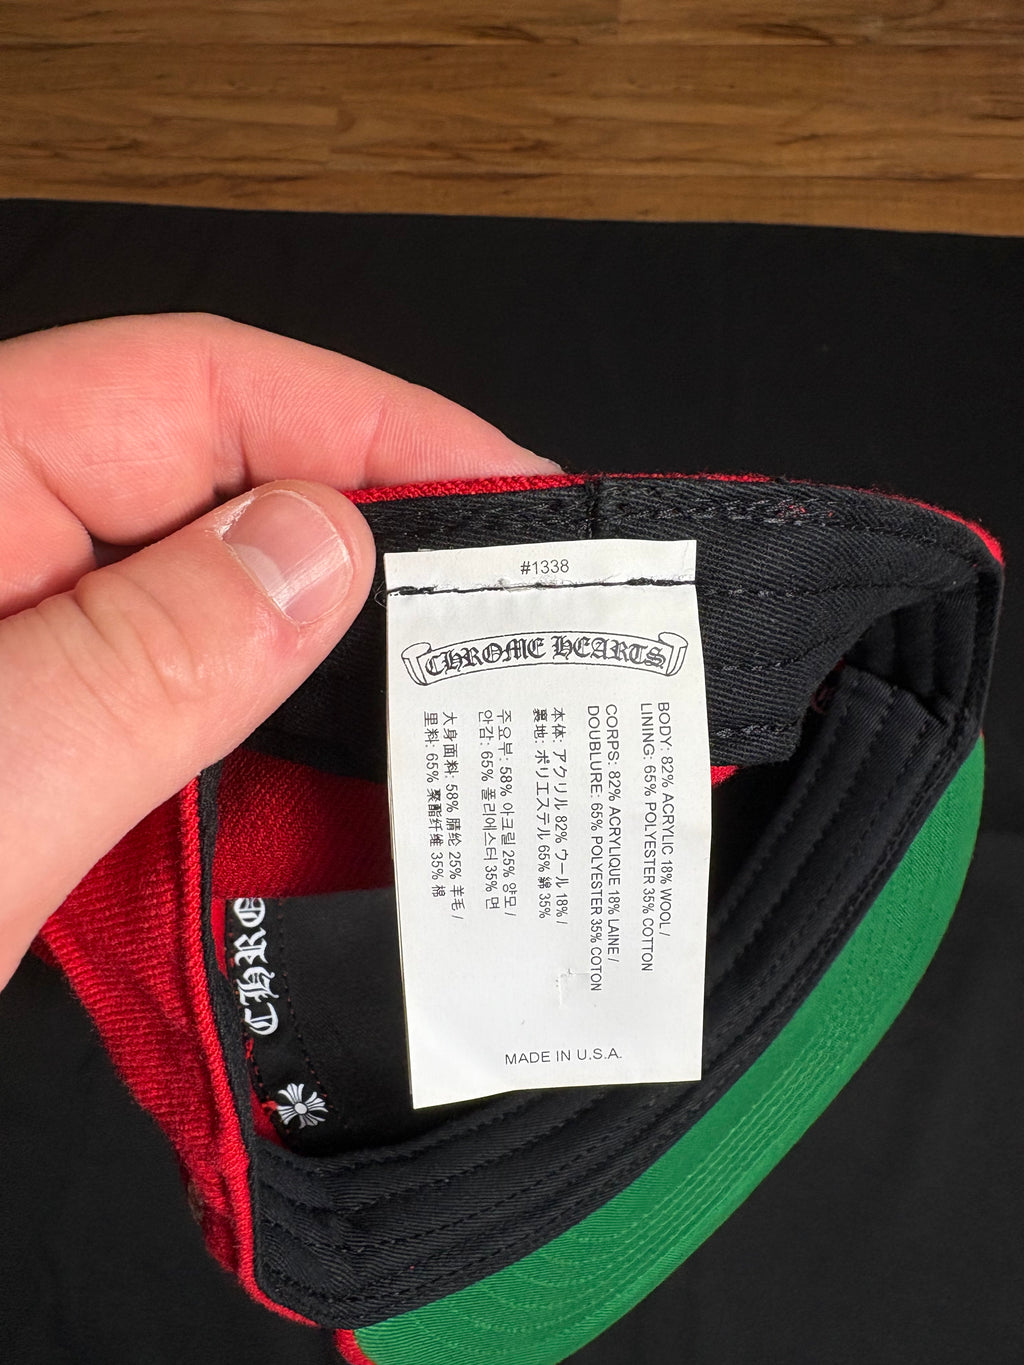 #1338
CHROME HEARTS
BODY: 82% ACRYLIC 18% WOOL /
LINING: 65% POLYESTER 35% COTTON
CORPS: 82% ACRYLIQUE 18% LAINE /
DOUBLURE: 65% POLYESTER 35% COTON
本体: アクリル 82% ウール 18% /
裏地: ポリエステル 65% 綿 35%
주요부: 58% 아크릴 25% 양모 /
안감: 65% 폴리에스터 35% 면
大身面料: 58% 腈纶 25% 羊毛 /
里料: 65% 聚酯纤维 35% 棉
MADE IN U.S.A.
CHRO